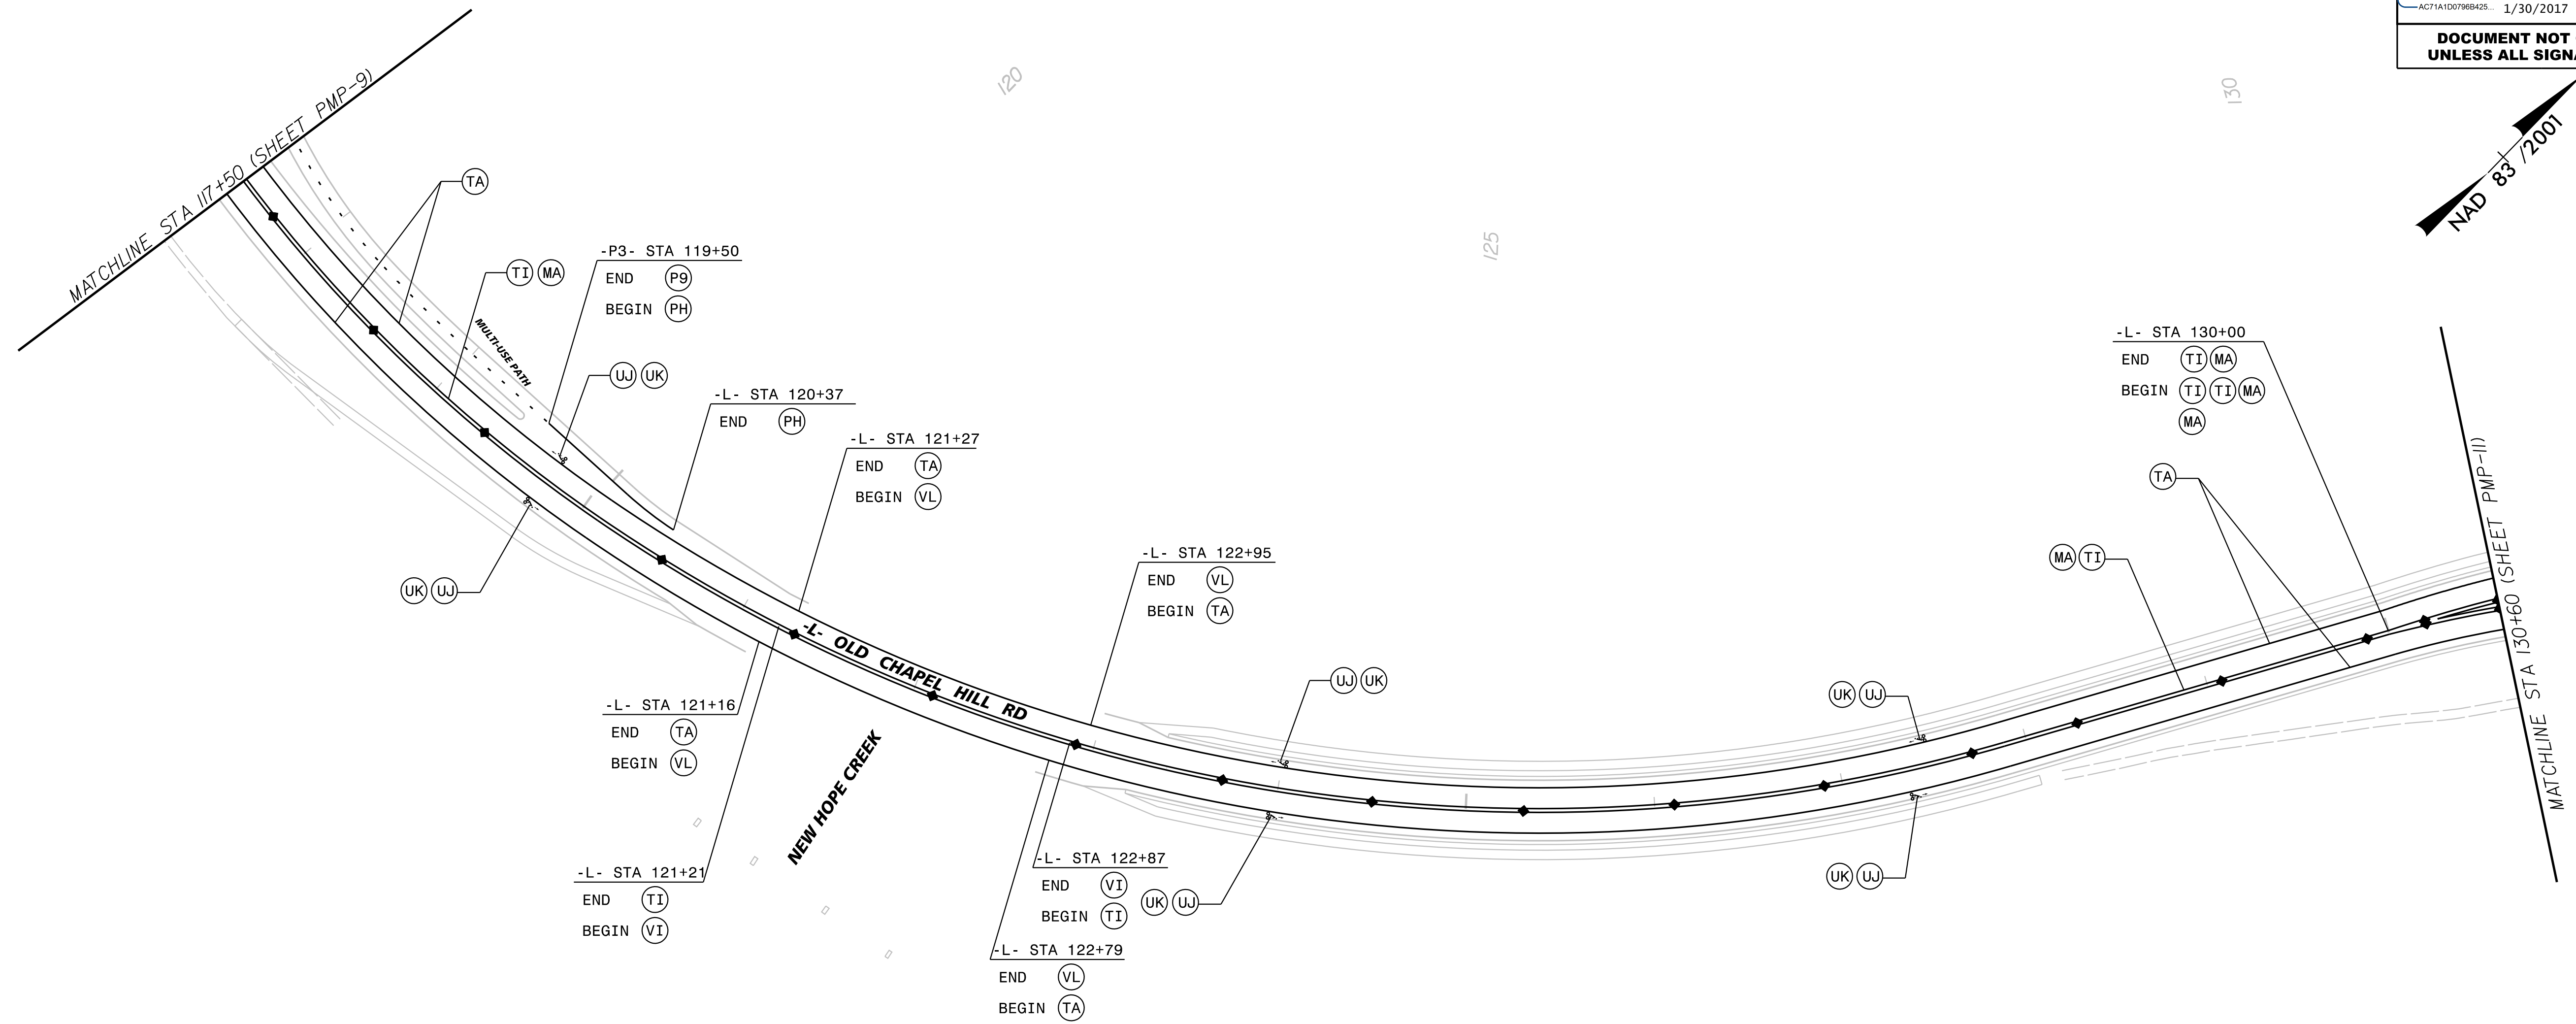 AC71A1D0796B425... 1/30/2017
DOCUMENT NOT
UNLESS ALL SIGN
NAD 83 /2001
120
125
130
MATCHLINE STA 117+50 (SHEET PMP-9)
TA
TI MA
-P3- STA 119+50
END P9
BEGIN PH
MULTI-USE PATH
UJ UK
-L- STA 120+37
END PH
-L- STA 121+27
END TA
BEGIN VL
UK UJ
-L- STA 122+95
END VL
BEGIN TA
-L- OLD CHAPEL HILL RD
-L- STA 121+16
END TA
BEGIN VL
NEW HOPE CREEK
-L- STA 121+21
END TI
BEGIN VI
-L- STA 122+87
END VI
BEGIN TI
UK UJ
-L- STA 122+79
END VL
BEGIN TA
UJ UK
UK UJ
UK UJ
-L- STA 130+00
END TI MA
BEGIN TI TI MA
MA
TA
MA TI
MATCHLINE STA 130+60 (SHEET PMP-11)